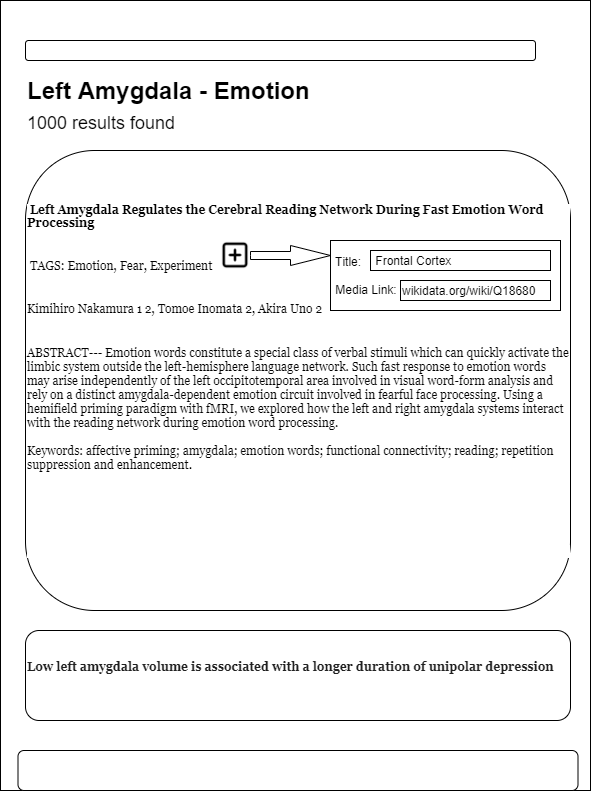 Left Amygdala - Emotion
1000 results found
Left Amygdala Regulates the Cerebral Reading Network During Fast Emotion Word
Processing
TAGS: Emotion, Fear, Experiment
Title: Frontal Cortex
Media Link: wikidata.org/wiki/Q18680
Kimihiro Nakamura 1 2, Tomoe Inomata 2, Akira Uno 2
ABSTRACT--- Emotion words constitute a special class of verbal stimuli which can quickly activate the
limbic system outside the left-hemisphere language network. Such fast response to emotion words
may arise independently of the left occipitotemporal area involved in visual word-form analysis and
rely on a distinct amygdala-dependent emotion circuit involved in fearful face processing. Using a
hemifield priming paradigm with fMRI, we explored how the left and right amygdala systems interact
with the reading network during emotion word processing.
Keywords: affective priming; amygdala; emotion words; functional connectivity; reading; repetition
suppression and enhancement.
Low left amygdala volume is associated with a longer duration of unipolar depression